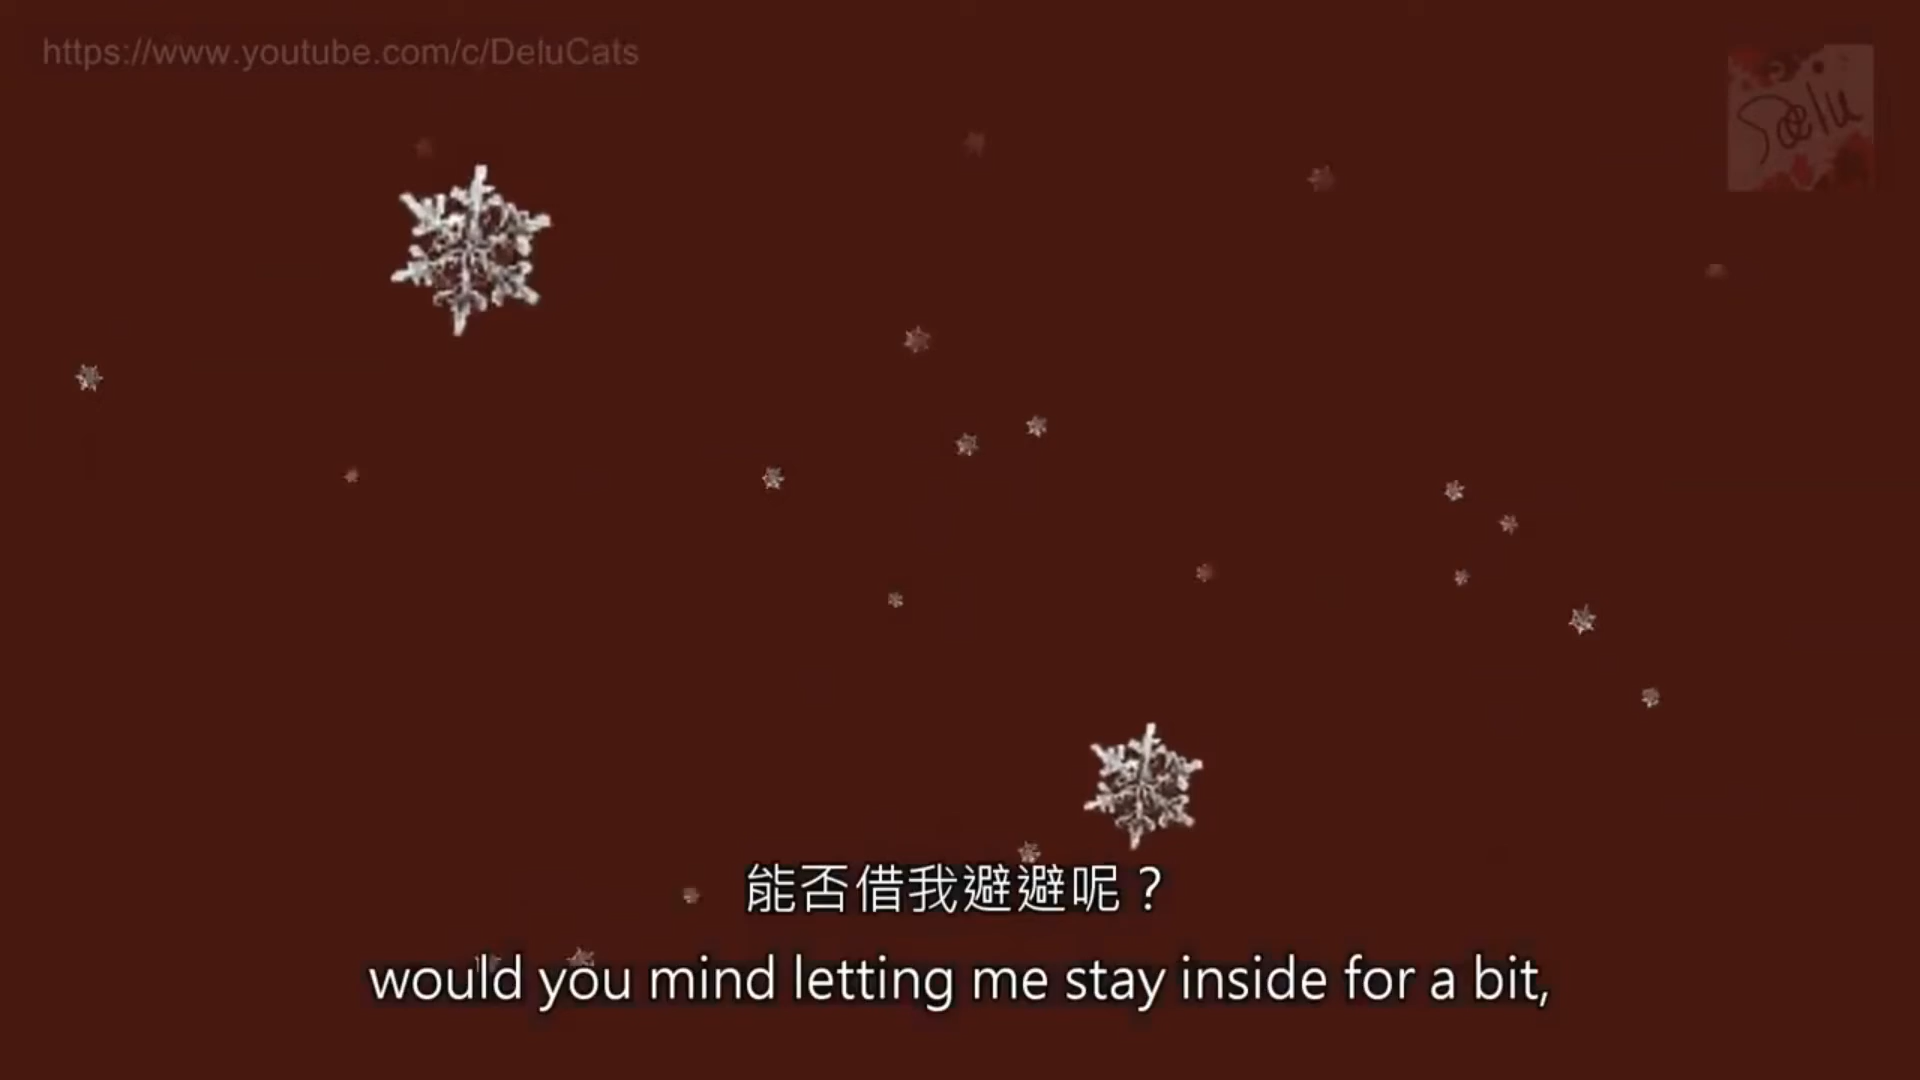 https://www.youtube.com/c/DeluCats
Delu
能否借我避避呢？
would you mind letting me stay inside for a bit,